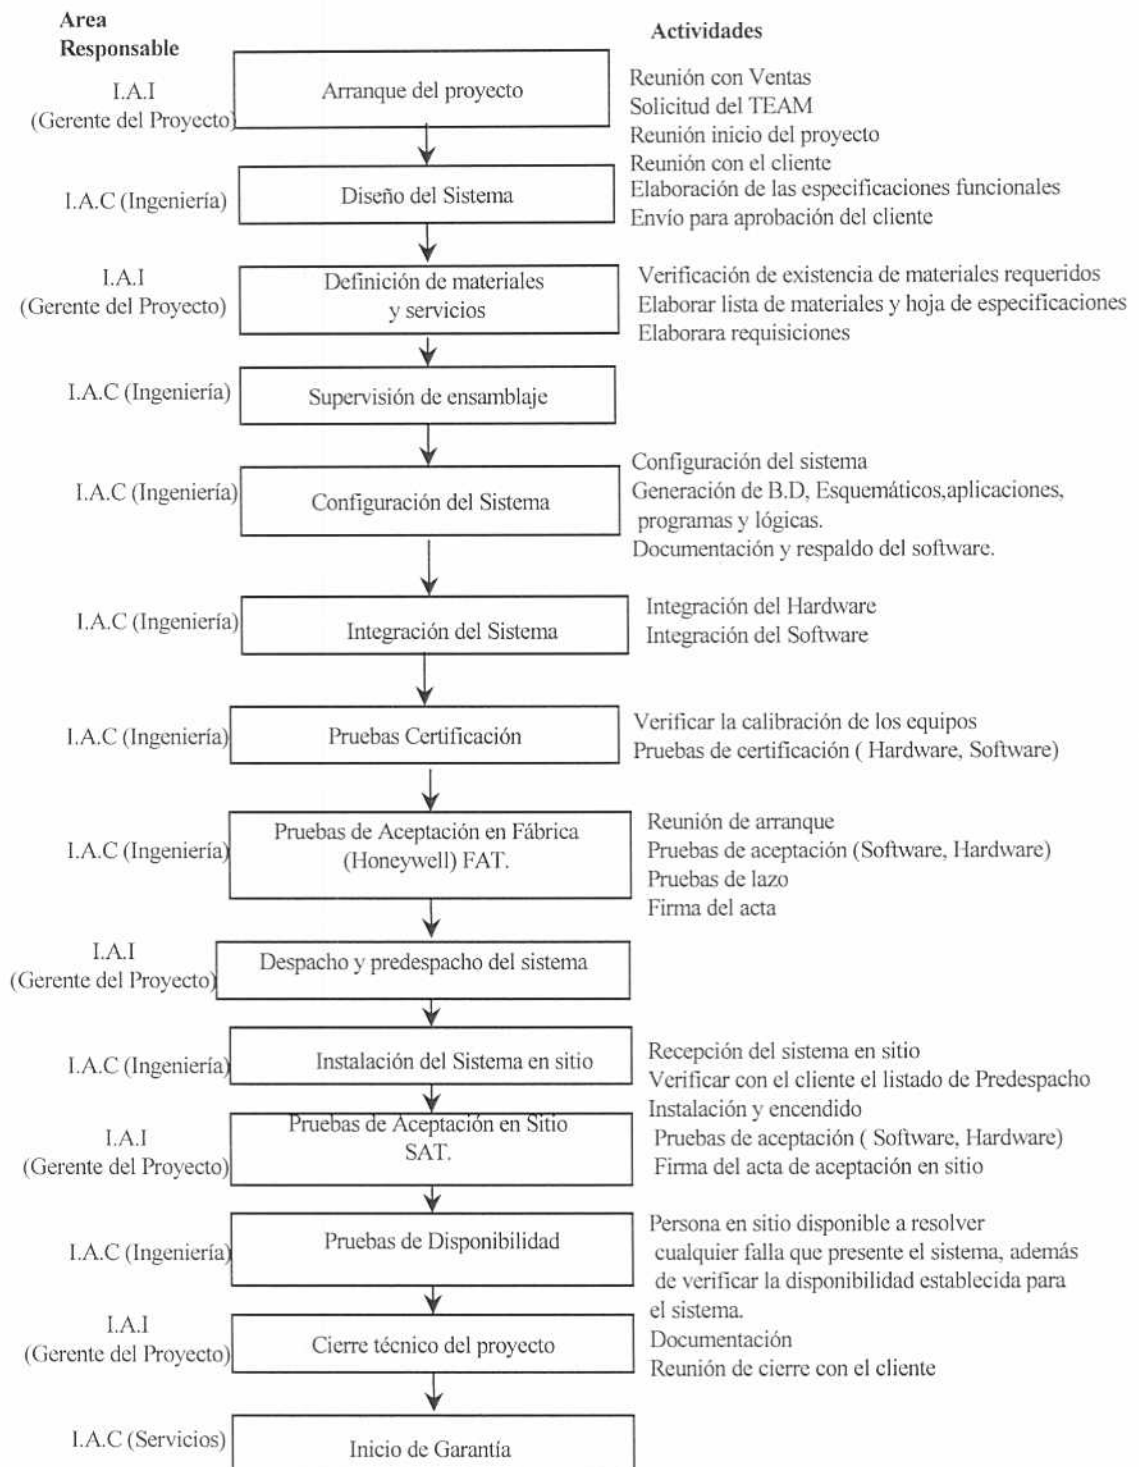 Area
Responsable
Actividades
I.A.I
(Gerente del Proyecto)
Arranque del proyecto
Reunión con Ventas
Solicitud del TEAM
Reunión inicio del proyecto
Reunión con el cliente
I.A.C (Ingeniería)
Diseño del Sistema
Elaboración de las especificaciones funcionales
Envío para aprobación del cliente
I.A.I
(Gerente del Proyecto)
Definición de materiales
y servicios
Verificación de existencia de materiales requeridos
Elaborar lista de materiales y hoja de especificaciones
Elaborara requisiciones
I.A.C (Ingeniería)
Supervisión de ensamblaje
I.A.C (Ingeniería)
Configuración del Sistema
Configuración del sistema
Generación de B.D, Esquemáticos,aplicaciones,
programas y lógicas.
Documentación y respaldo del software.
I.A.C (Ingeniería)
Integración del Sistema
Integración del Hardware
Integración del Software
I.A.C (Ingeniería)
Pruebas Certificación
Verificar la calibración de los equipos
Pruebas de certificación ( Hardware, Software)
I.A.C (Ingeniería)
Pruebas de Aceptación en Fábrica
(Honeywell) FAT.
Reunión de arranque
Pruebas de aceptación (Software, Hardware)
Pruebas de lazo
Firma del acta
I.A.I
(Gerente del Proyecto)
Despacho y predespacho del sistema
I.A.C (Ingeniería)
Instalación del Sistema en sitio
Recepción del sistema en sitio
Verificar con el cliente el listado de Predespacho
Instalación y encendido
I.A.I
(Gerente del Proyecto)
Pruebas de Aceptación en Sitio
SAT.
Pruebas de aceptación ( Software, Hardware)
Firma del acta de aceptación en sitio
I.A.C (Ingeniería)
Pruebas de Disponibilidad
Persona en sitio disponible a resolver
cualquier falla que presente el sistema, además
de verificar la disponibilidad establecida para
el sistema.
I.A.I
(Gerente del Proyecto)
Cierre técnico del proyecto
Documentación
Reunión de cierre con el cliente
I.A.C (Servicios)
Inicio de Garantía